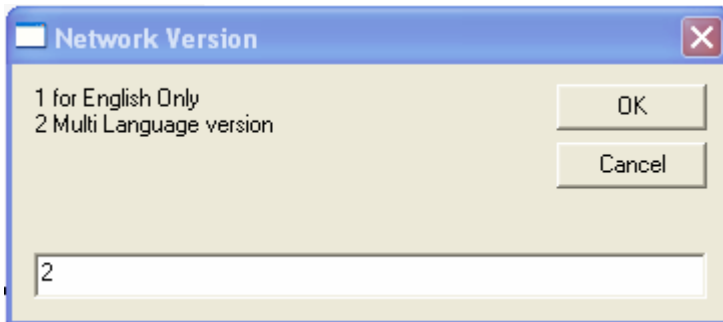 Network Version
1 for English Only
2 Multi Language version
OK
Cancel
2